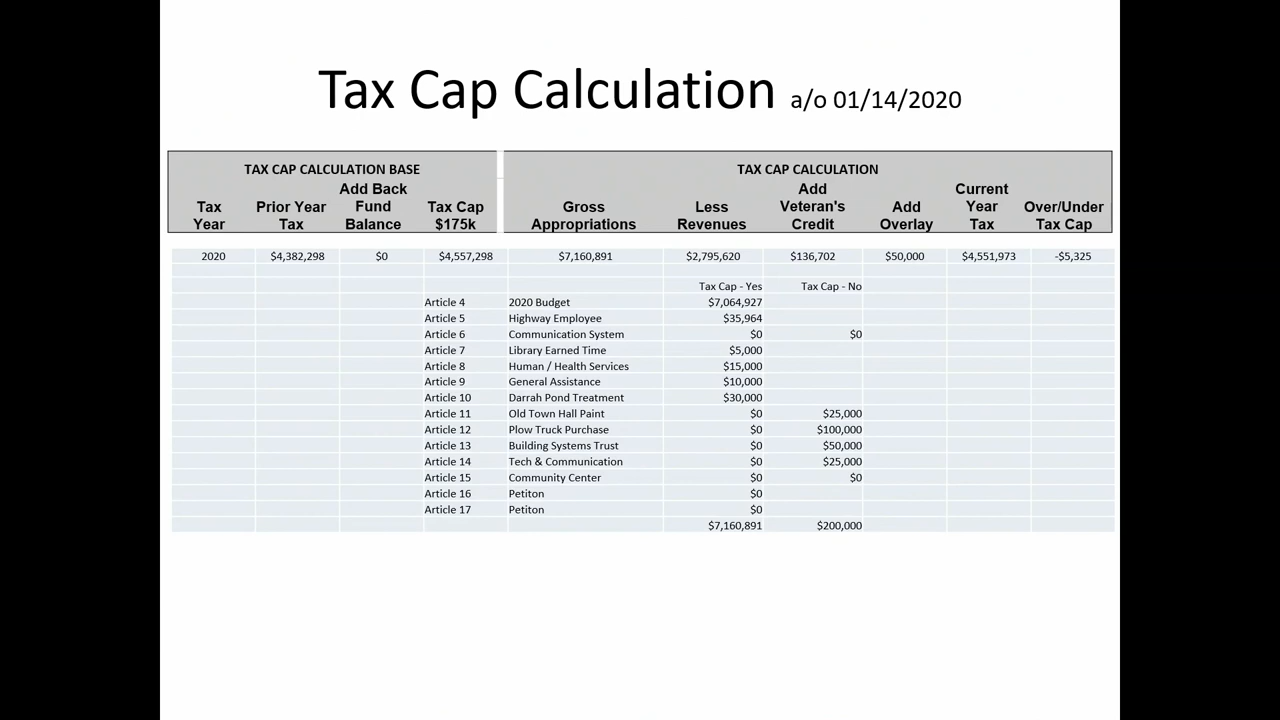 Tax Cap Calculation a/o 01/14/2020
TAX CAP CALCULATION BASE
Tax Year
Prior Year Tax
Add Back Fund Balance
Tax Cap $175k
TAX CAP CALCULATION
Gross Appropriations
Less Revenues
Add Veteran's Credit
Add Overlay
Current Year Tax
Over/Under Tax Cap
2020 $4,382,298 $0 $4,557,298 $7,160,891 $2,795,620 $136,702 $50,000 $4,551,973 -$5,325
Tax Cap - Yes Tax Cap - No
Article 4 2020 Budget $7,064,927
Article 5 Highway Employee $35,964
Article 6 Communication System $0 $0
Article 7 Library Earned Time $5,000
Article 8 Human / Health Services $15,000
Article 9 General Assistance $10,000
Article 10 Darrah Pond Treatment $30,000
Article 11 Old Town Hall Paint $0 $25,000
Article 12 Plow Truck Purchase $0 $100,000
Article 13 Building Systems Trust $0 $50,000
Article 14 Tech & Communication $0 $25,000
Article 15 Community Center $0 $0
Article 16 Petiton $0
Article 17 Petiton $0
$7,160,891 $200,000